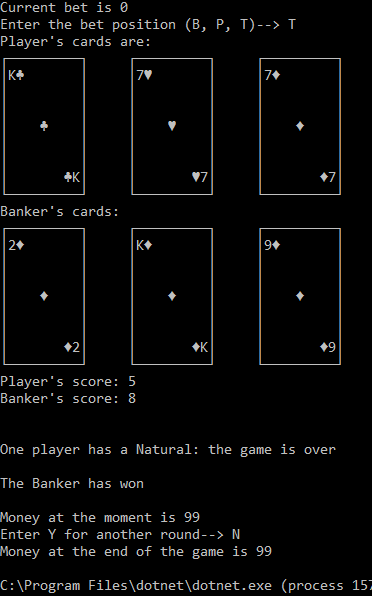 Current bet is 0
Enter the bet position (B, P, T)--> T
Player's cards are:
K♣ 7♥ 7♦
♣ ♥ ♦
♣K ♥7 ♦7
Banker's cards:
2♦ K♦ 9♦
♦ ♦ ♦
♦2 ♦K ♦9
Player's score: 5
Banker's score: 8
One player has a Natural: the game is over
The Banker has won
Money at the moment is 99
Enter Y for another round--> N
Money at the end of the game is 99
C:\Program Files\dotnet\dotnet.exe (process 157